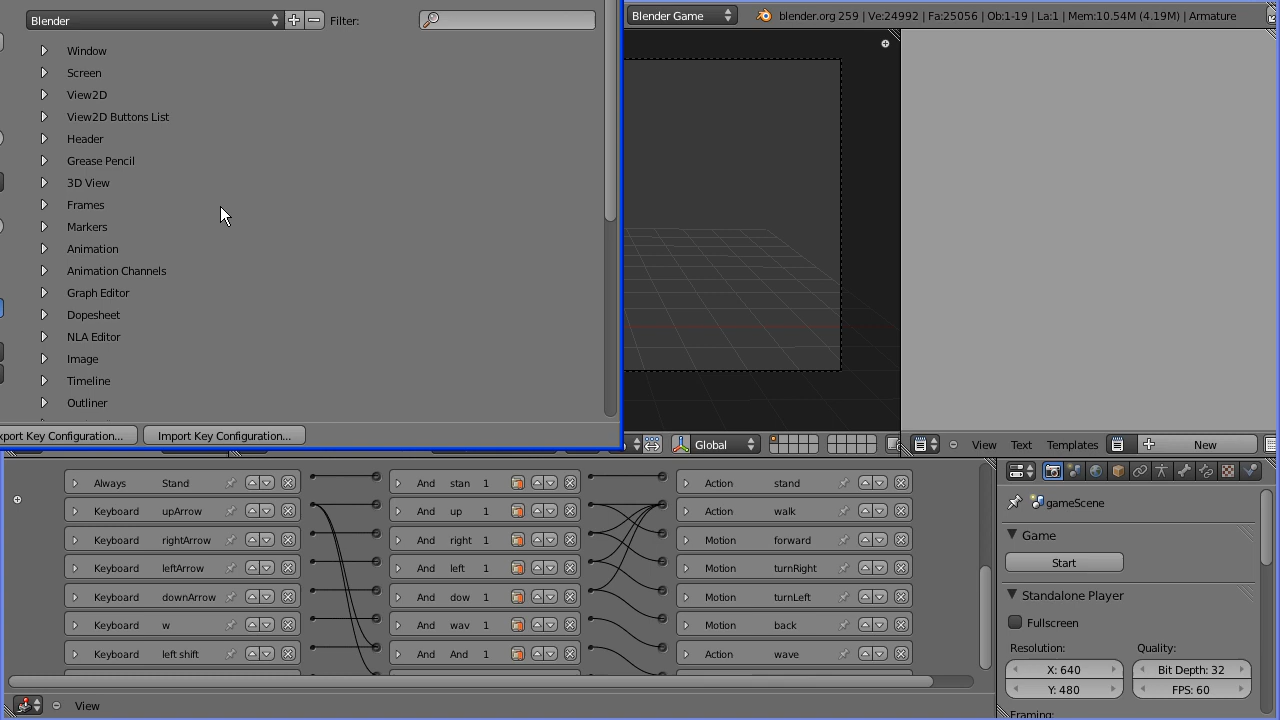 Blender
Filter:
Blender Game
blender.org 259 | Ve:24992 | Fa:25056 | Ob:1-19 | La:1 | Mem:10.54M (4.19M) | Armature
Window
Screen
View2D
View2D Buttons List
Header
Grease Pencil
3D View
Frames
Markers
Animation
Animation Channels
Graph Editor
Dopesheet
NLA Editor
Image
Timeline
Outliner
xport Key Configuration...
Import Key Configuration...
Global
View
Text
Templates
New
Always Stand And stan 1 Action stand
Keyboard upArrow And up 1 Action walk
Keyboard rightArrow And right 1 Motion forward
Keyboard leftArrow And left 1 Motion turnRight
Keyboard downArrow And dow 1 Motion turnLeft
Keyboard w And wav 1 Motion back
Keyboard left shift And And 1 Action wave
View
gameScene
Game
Start
Standalone Player
Fullscreen
Resolution: Quality:
X: 640 Bit Depth: 32
Y: 480 FPS: 60
Framing: